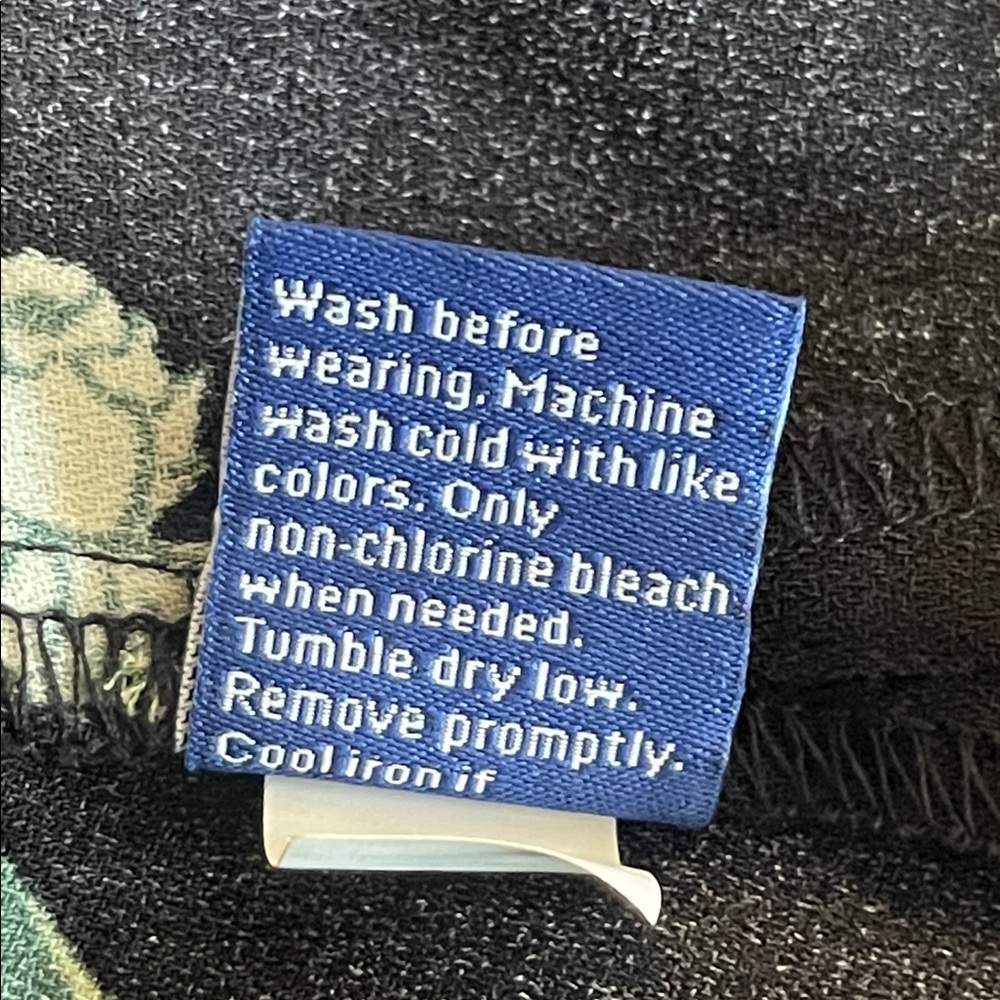 Wash before
wearing. Machine
wash cold with like
colors. Only
non-chlorine bleach
when needed.
Tumble dry low.
Remove promptly.
Cool iron if